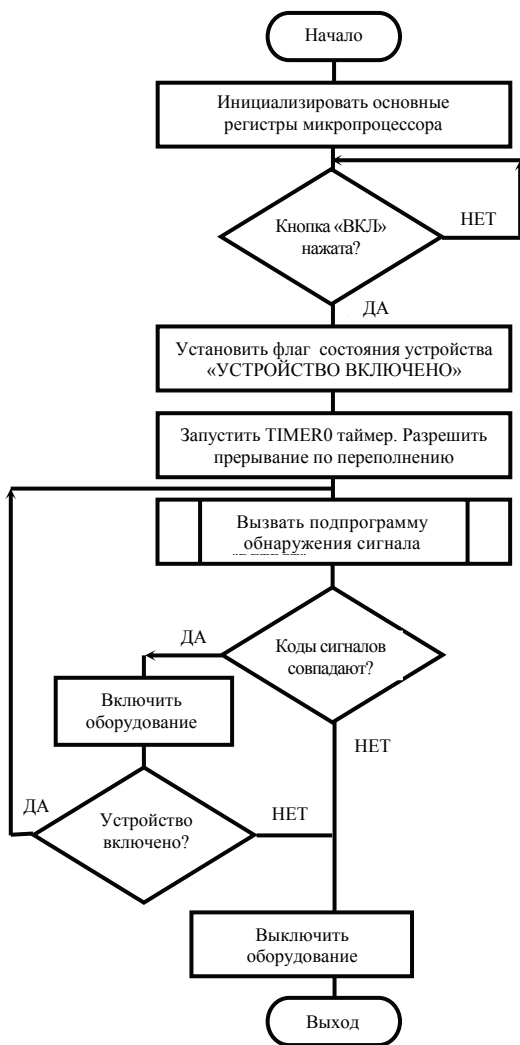 Начало
Инициализировать основные
регистры микропроцессора
Кнопка «ВКЛ»
нажата?
НЕТ
ДА
Установить флаг состояния устройства
«УСТРОЙСТВО ВКЛЮЧЕНО»
Запустить TIMER0 таймер. Разрешить
прерывание по переполнению
Вызвать подпрограмму
обнаружения сигнала
ДА
Коды сигналов
совпадают?
Включить
оборудование
НЕТ
ДА
Устройство
включено?
НЕТ
Выключить
оборудование
Выход